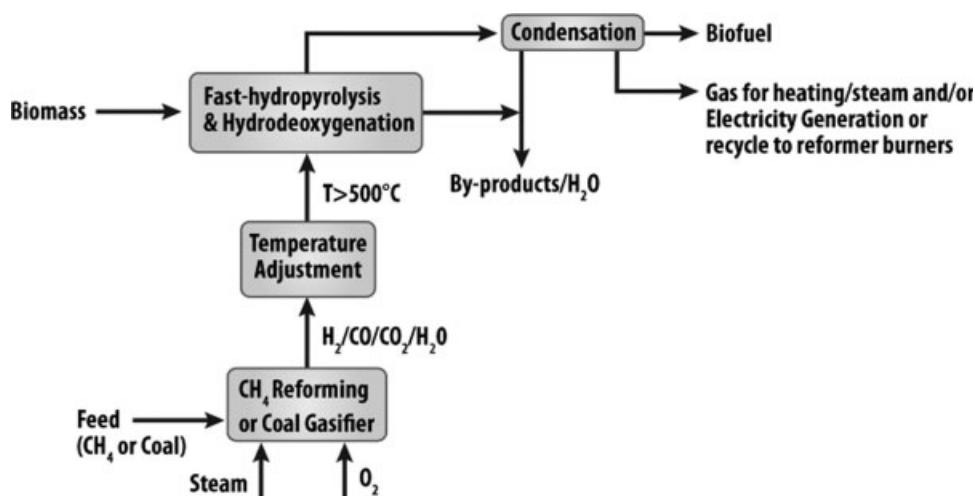 Condensation
Biofuel
Fast-hydropyrolysis
& Hydrodeoxygenation
Biomass
Gas for heating/steam and/or
Electricity Generation or
recycle to reformer burners
By-products/H₂O
T>500°C
Temperature
Adjustment
H₂/CO/CO₂/H₂O
CH₄ Reforming
or Coal Gasifier
Feed
(CH₄ or Coal)
Steam
O₂